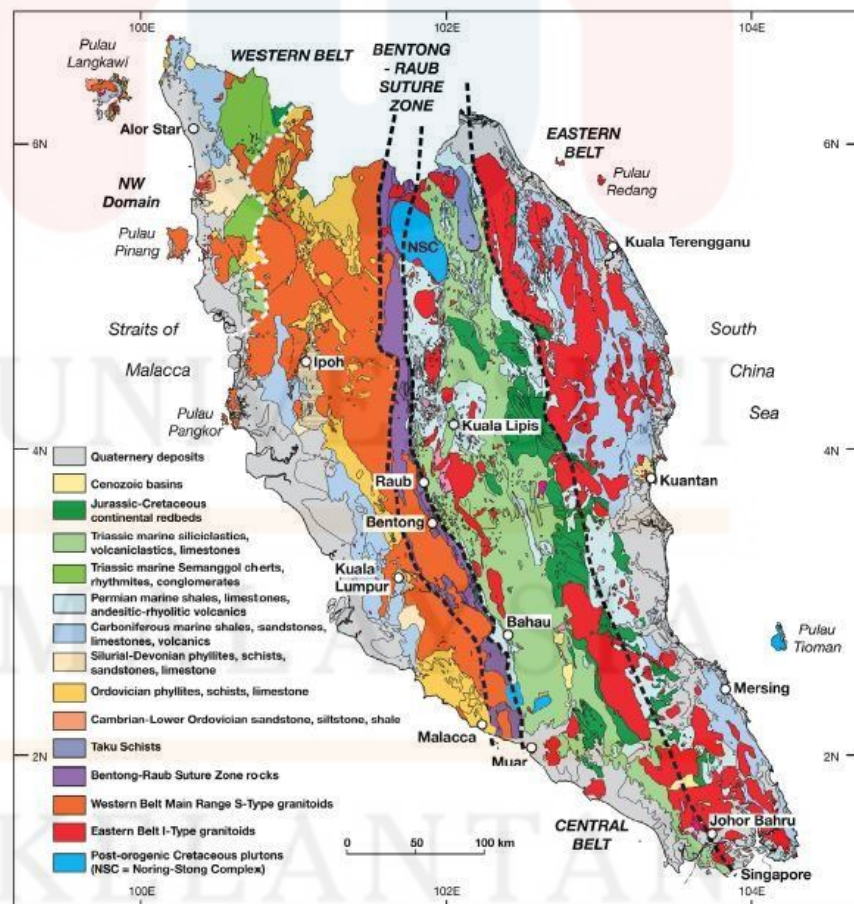 100E
102E
104E
Pulau
Langkawi
WESTERN BELT
BENTONG
- RAUB
SUTURE
ZONE
Alor Star
6N
6N
EASTERN
BELT
Pulau
Redang
NW
Domain
Pulau
Pinang
NSC
Kuala Terengganu
Straits of
Malacca
South
China
Sea
Ipoh
Pulau
Pangkor
Kuala Lipis
4N
4N
Quaternery deposits
Cenozoic basins
Jurassic-Cretaceous
continental redbeds
Triassic marine siliciclastics,
volcaniclastics, limestones
Triassic marine Semanggol cherts,
rhythmites, conglomerates
Permian marine shales, limestones,
andesitic-rhyolitic volcanics
Carboniferous marine shales, sandstones,
limestones, volcanics
Silurial-Devonian phyllites, schists,
sandstones, limestone
Ordovician phyllites, schists, limestone
Cambrian-Lower Ordovician sandstone, siltstone, shale
Taku Schists
Bentong-Raub Suture Zone rocks
Western Belt Main Range S-Type granitoids
Eastern Belt I-Type granitoids
Post-orogenic Cretaceous plutons
(NSC = Noring-Stong Complex)
Raub
Kuantan
Bentong
Kuala
Lumpur
Bahau
Pulau
Tioman
Mersing
Malacca
Muar
2N
2N
CENTRAL
BELT
Johor Bahru
Singapore
0 50 100 km
100E
102E
104E
UNIVERSITI
MALAYSIA
KELANTAN